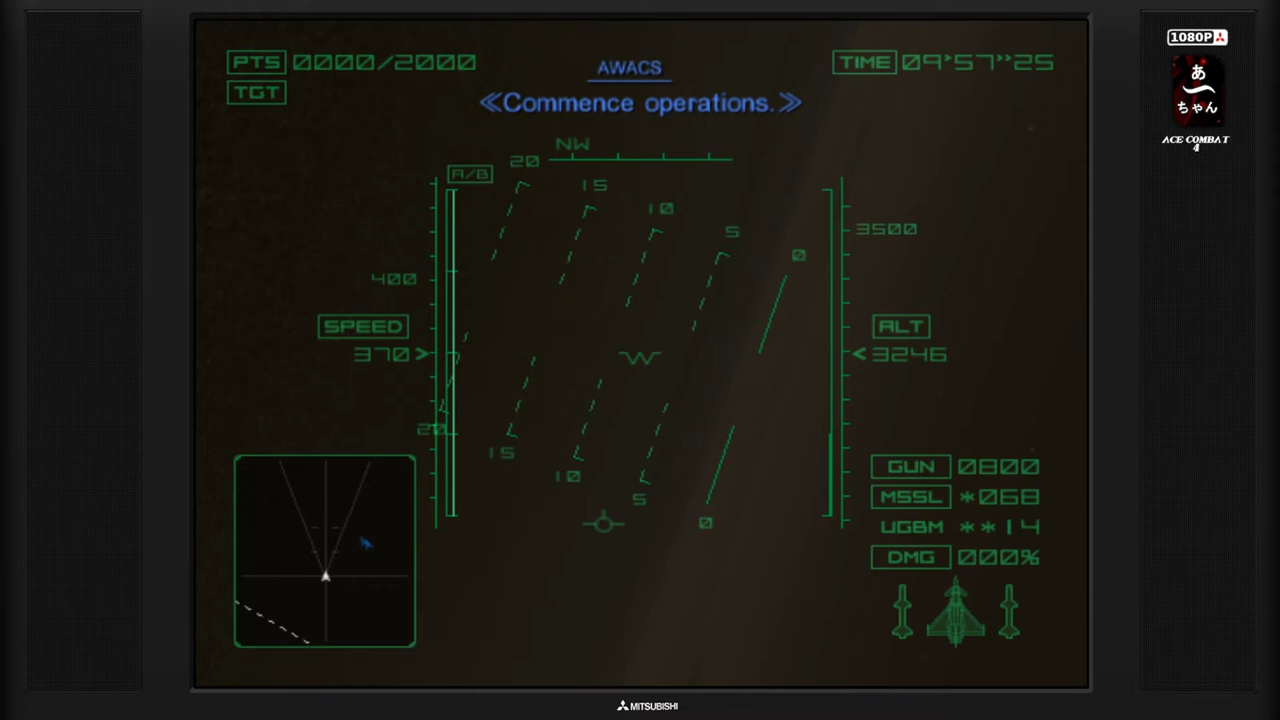 PTS 0000/2000
TGT
AWACS
≪Commence operations.≫
TIME 09'57"25
NW
A/B
20
15
10
5
0
400
SPEED
370>
20
15
10
5
0
3500
ALT
<3246
GUN 0800
MSSL *068
UGBM **14
DMG 000%
1080P
あーちゃん
ACE COMBAT
4
MITSUBISHI